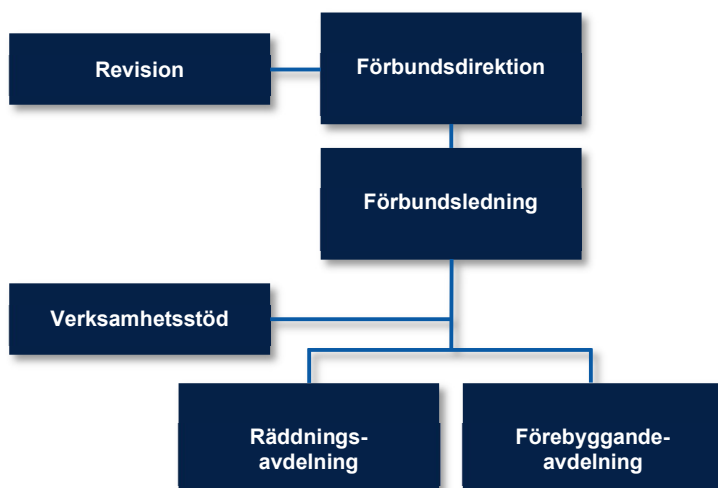 Förbundsdirektion
Revision
Förbundsledning
Verksamhetsstöd
Räddnings-
avdelning
Förebyggande-
avdelning